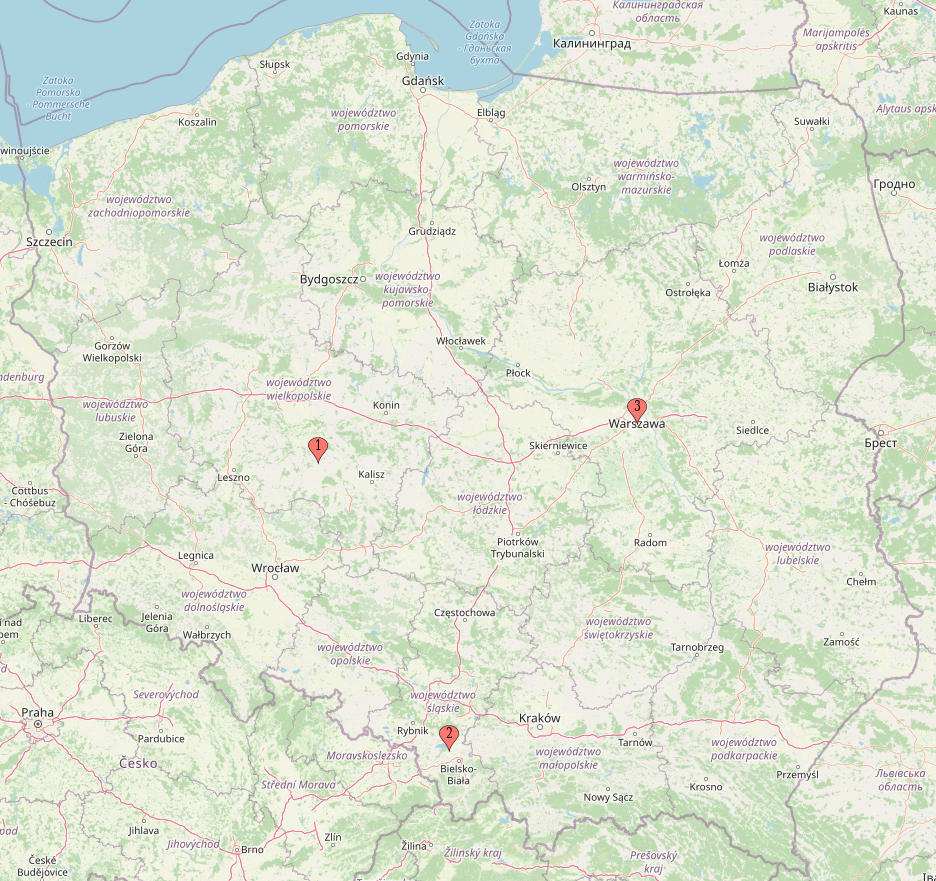 Калининградская
область
Kaunas
Zatoka
Gdańska
- Гданьская
бухта
Marijampolės
apskritis
Калининград
Gdynia
Słupsk
Gdańsk
Zatoka
Pomorska
- Pommersche
Bucht
Alytaus apsk
Elbląg
województwo
pomorskie
Koszalin
Suwałki
winoujście
województwo
warmińsko-
mazurskie
Olsztyn
Гродно
województwo
zachodniopomorskie
Grudziądz
Szczecin
województwo
podlaskie
Łomża
Bydgoszcz
województwo
kujawsko-
pomorskie
Ostrołęka
Białystok
Włocławek
Gorzów
Wielkopolski
Płock
ndenburg
województwo
wielkopolskie
województwo
lubuskie
Konin
3
Warszawa
Siedlce
Брест
Zielona
Góra
1
Skierniewice
Leszno
Kalisz
Cottbus
- Chóśebuz
województwo
łódzkie
Piotrków
Trybunalski
Radom
województwo
lubelskie
Legnica
Wrocław
Chełm
województwo
dolnośląskie
Jelenia
Góra
Liberec
Częstochowa
í nad
bem
Wałbrzych
województwo
świętokrzyskie
Zamość
Tarnobrzeg
województwo
opolskie
Severovýchod
województwo
śląskie
Praha
Kraków
Rybnik
2
Pardubice
Tarnów
województwo
podkarpackie
Moravskoslezsko
województwo
małopolskie
Česko
Bielsko-
Biała
Przemyśl
Львівська
область
Střední Morava
Krosno
Nowy Sącz
pad
Jihlava
Zlín
Jihovýchod
Brno
Žilina
Žilinský kraj
Prešovský
kraj
České
Budějovice
Іва